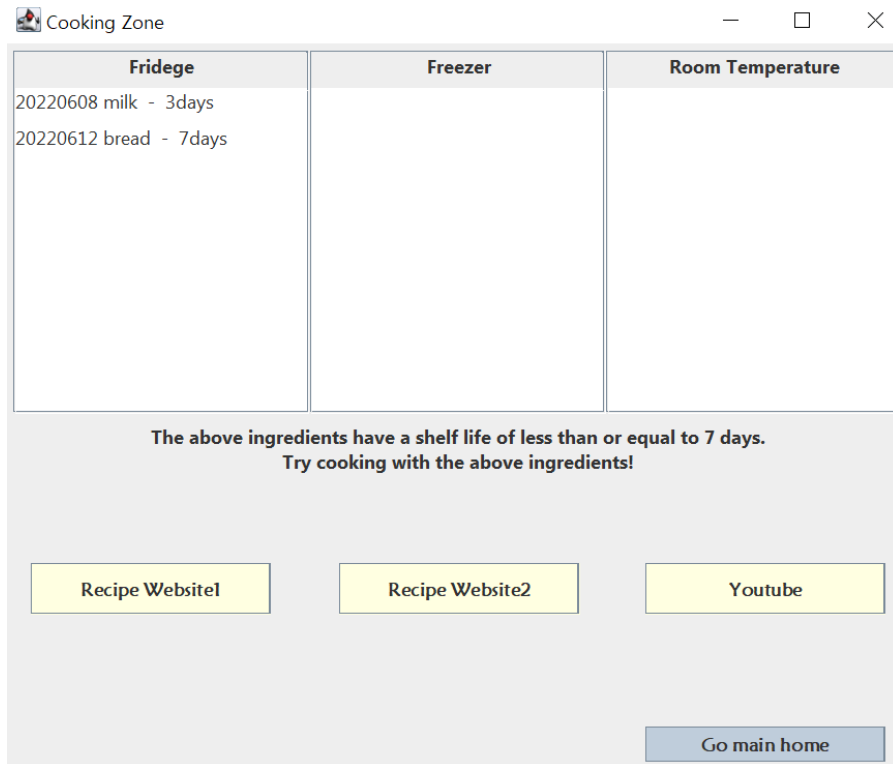 Cooking Zone
Fridege
Freezer
Room Temperature
20220608 milk - 3days
20220612 bread - 7days
The above ingredients have a shelf life of less than or equal to 7 days.
Try cooking with the above ingredients!
Recipe Website1
Recipe Website2
Youtube
Go main home